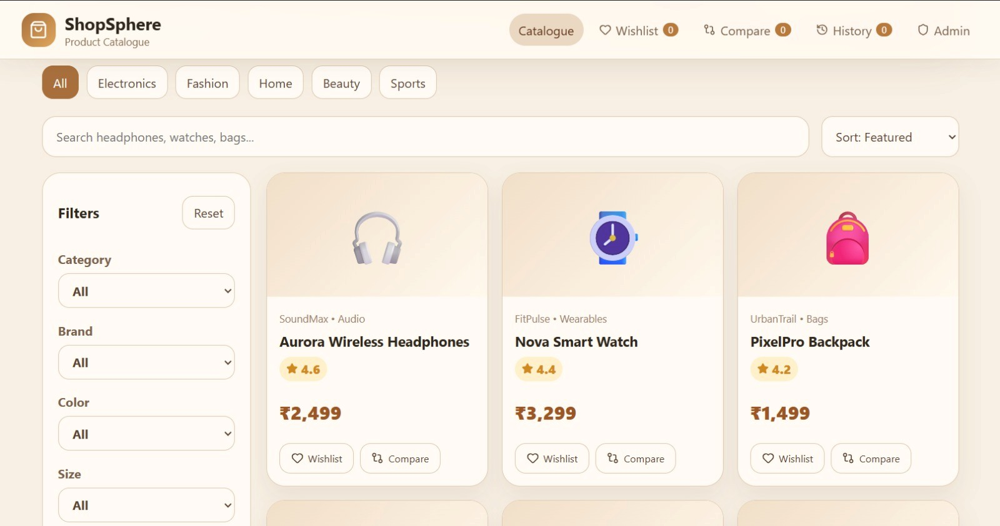 ShopSphere
Product Catalogue
Catalogue
Wishlist 0
Compare 0
History 0
Admin
All
Electronics
Fashion
Home
Beauty
Sports
Search headphones, watches, bags...
Sort: Featured
Filters
Reset
Category
All
Brand
All
Color
All
Size
All
SoundMax • Audio
Aurora Wireless Headphones
4.6
₹2,499
Wishlist
Compare
FitPulse • Wearables
Nova Smart Watch
4.4
₹3,299
Wishlist
Compare
UrbanTrail • Bags
PixelPro Backpack
4.2
₹1,499
Wishlist
Compare